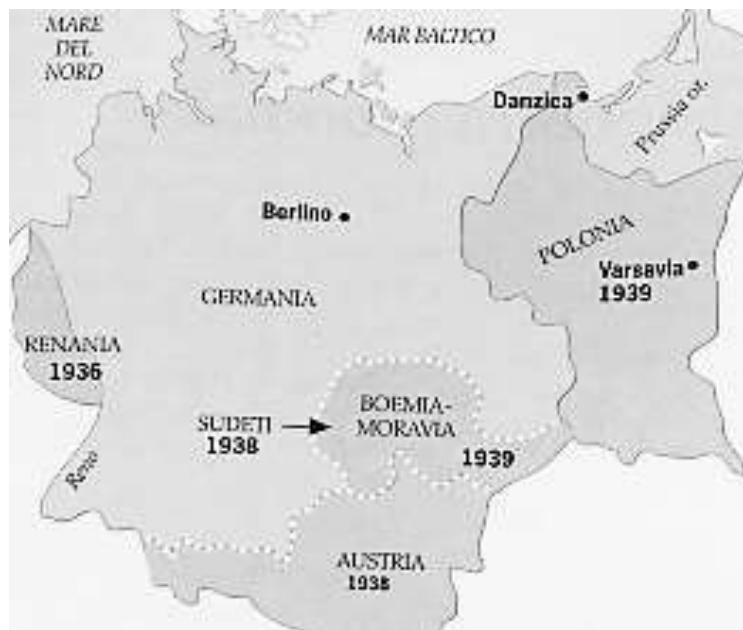 MARE
DEL
NORD
MAR BALTICO
Danzica
Prussia or.
Berlino
POLONIA
Varsavia
1939
GERMANIA
RENANIA
1936
BOEMIA-
MORAVIA
SUDETI
1938
1939
Reno
AUSTRIA
1938